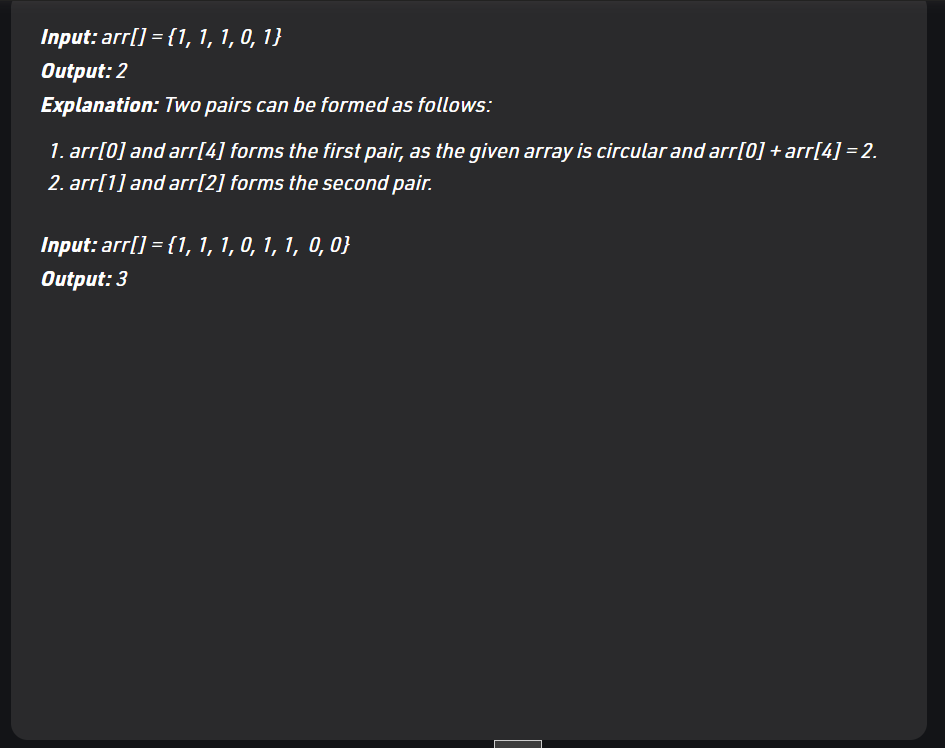 Input: arr[] = {1, 1, 1, 0, 1}
Output: 2
Explanation: Two pairs can be formed as follows:
1. arr[0] and arr[4] forms the first pair, as the given array is circular and arr[0] + arr[4] = 2.
2. arr[1] and arr[2] forms the second pair.
Input: arr[] = {1, 1, 1, 0, 1, 1,  0, 0}
Output: 3